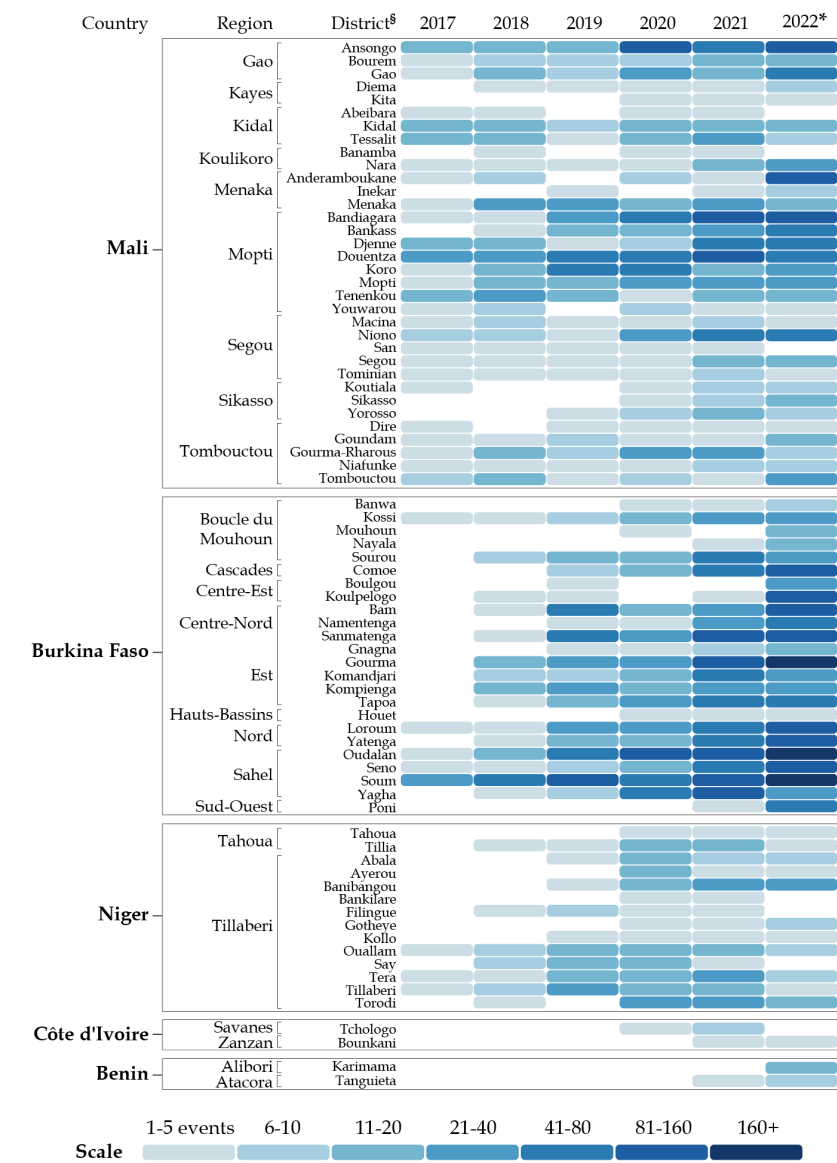 Country Region District§ 2017 2018 2019 2020 2021 2022*
Mali
Gao
Ansongo
Bourem
Gao
Kayes
Diema
Kita
Kidal
Abeibara
Kidal
Tessalit
Koulikoro
Banamba
Nara
Menaka
Anderamboukane
Inekar
Menaka
Mopti
Bandiagara
Bankass
Djenne
Douentza
Koro
Mopti
Tenenkou
Youwarou
Segou
Macina
Niono
San
Segou
Tominian
Sikasso
Koutiala
Sikasso
Yorosso
Tombouctou
Dire
Goundam
Gourma-Rharous
Niafunke
Tombouctou
Burkina Faso
Boucle du
Mouhoun
Banwa
Kossi
Mouhoun
Nayala
Sourou
Cascades
Comoe
Centre-Est
Boulgou
Koulpelogo
Centre-Nord
Bam
Namentenga
Sanmatenga
Est
Gnagna
Gourma
Komandjari
Kompienga
Tapoa
Hauts-Bassins
Houet
Nord
Loroum
Yatenga
Sahel
Oudalan
Seno
Soum
Yagha
Sud-Ouest
Poni
Niger
Tahoua
Tahoua
Tillia
Tillaberi
Abala
Ayerou
Banibangou
Bankilare
Filingue
Gotheye
Kollo
Ouallam
Say
Tera
Tillaberi
Torodi
Côte d'Ivoire
Savanes
Tchologo
Zanzan
Bounkani
Benin
Alibori
Karimama
Atacora
Tanguieta
1-5 events 6-10 11-20 21-40 41-80 81-160 160+
Scale